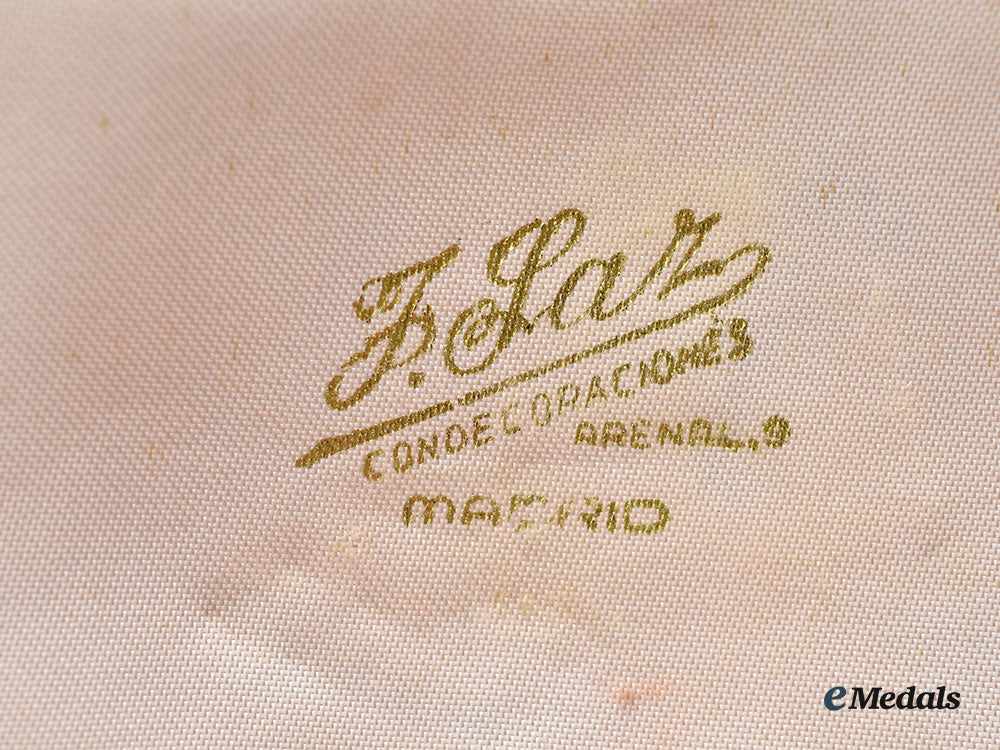 F. Saz
CONDECORACIONES
ARENAL, 9
MADRID
eMedals